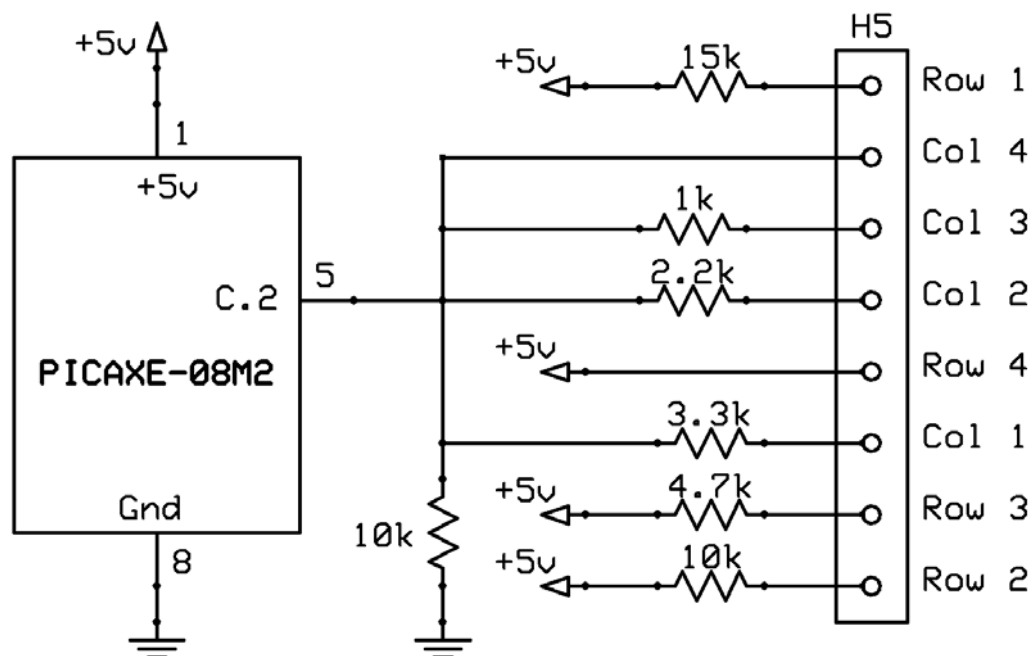 +5v
1
+5v
C.2
5
PICAXE-08M2
Gnd
8
10k
H5
+5v
15k
Row 1
Col 4
1k
Col 3
2.2k
Col 2
+5v
Row 4
3.3k
Col 1
+5v
4.7k
Row 3
+5v
10k
Row 2